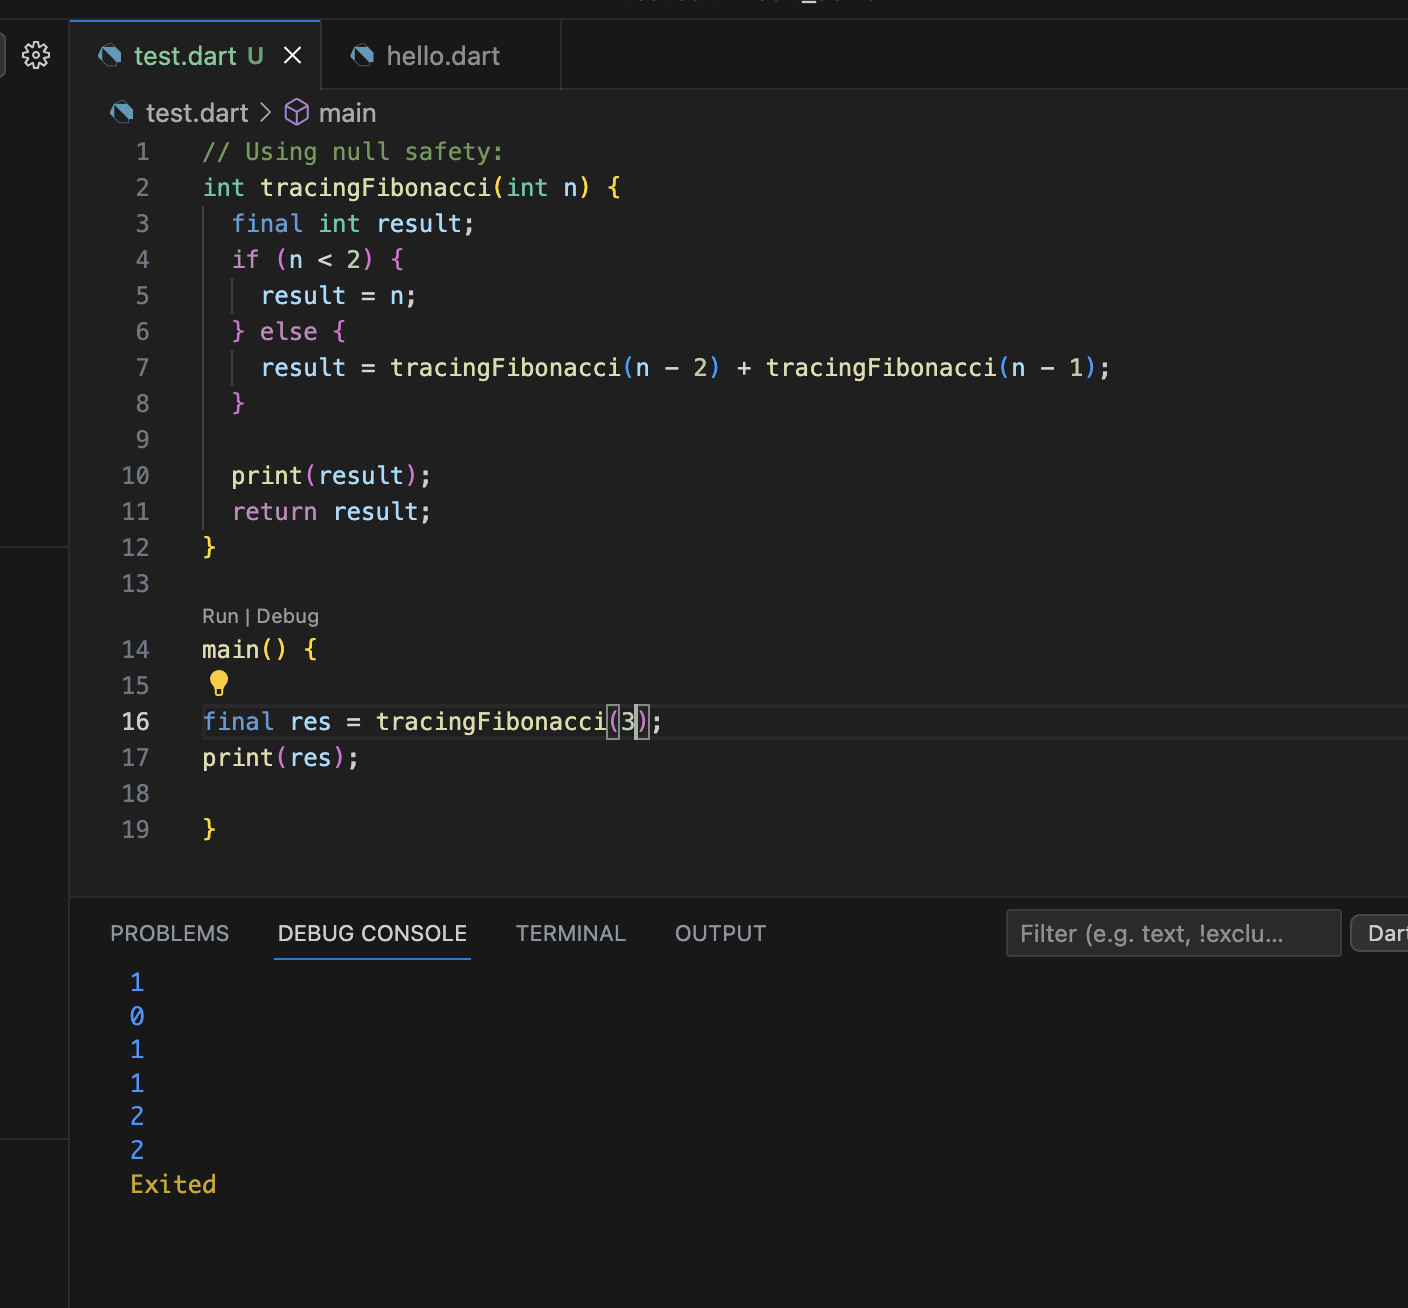 test.dart U
hello.dart
test.dart > main
1 // Using null safety:
2 int tracingFibonacci(int n) {
3 final int result;
4 if (n < 2) {
5 result = n;
6 } else {
7 result = tracingFibonacci(n - 2) + tracingFibonacci(n - 1);
8 }
9
10 print(result);
11 return result;
12 }
13
Run | Debug
14 main() {
15
16 final res = tracingFibonacci(3);
17 print(res);
18
19 }
PROBLEMS DEBUG CONSOLE TERMINAL OUTPUT Filter (e.g. text, !exclu... Dart
1
0
1
1
2
2
Exited